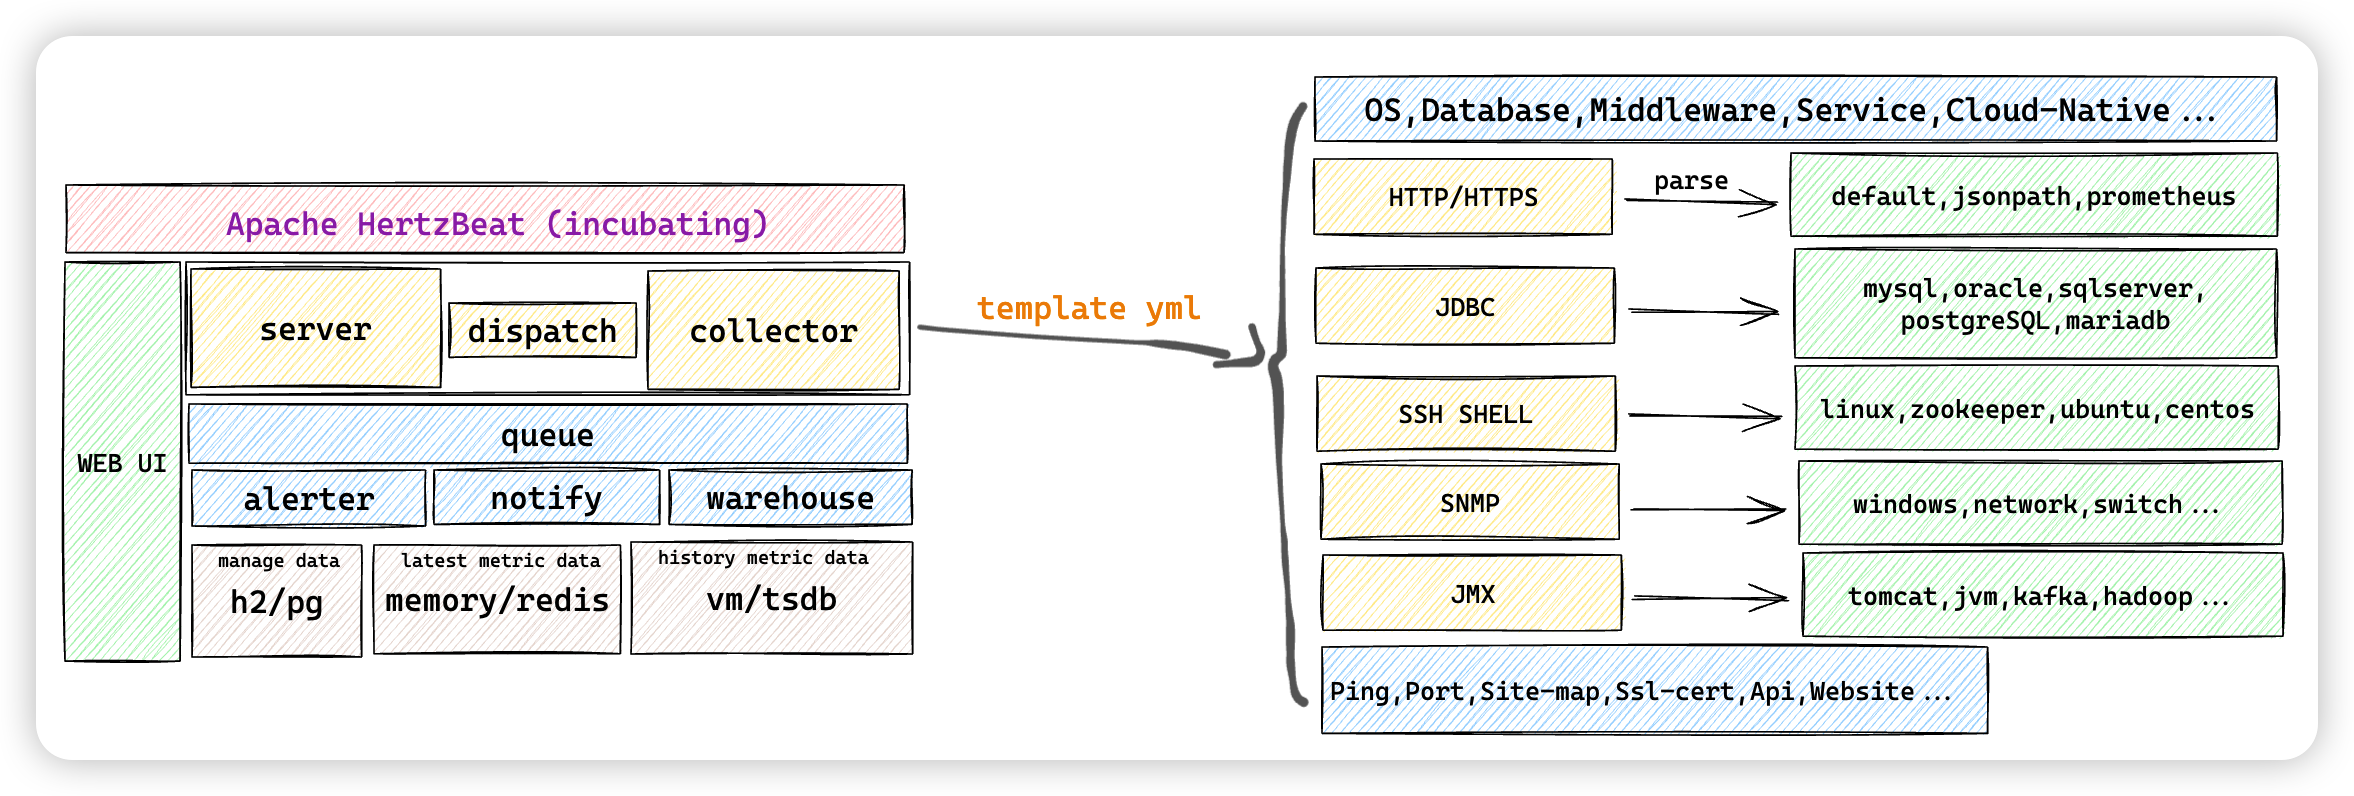 Apache HertzBeat (incubating)
WEB UI
server
dispatch
collector
queue
alerter
notify
warehouse
manage data
h2/pg
latest metric data
memory/redis
history metric data
vm/tsdb
template yml
OS,Database,Middleware,Service,Cloud-Native...
HTTP/HTTPS
parse
default,jsonpath,prometheus
JDBC
mysql,oracle,sqlserver,
postgreSQL,mariadb
SSH SHELL
linux,zookeeper,ubuntu,centos
SNMP
windows,network,switch...
JMX
tomcat,jvm,kafka,hadoop...
Ping,Port,Site-map,Ssl-cert,Api,Website...